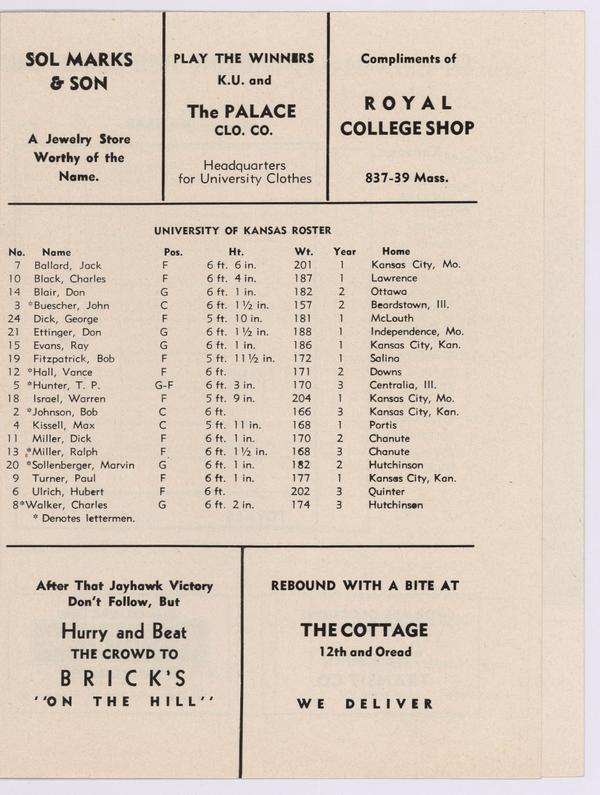 SOL MARKS
& SON
A Jewelry Store
Worthy of the
Name.
PLAY THE WINNERS
K.U. and
The PALACE
CLO. CO.
Headquarters
for University Clothes
Compliments of
ROYAL
COLLEGE SHOP
837-39 Mass.
UNIVERSITY OF KANSAS ROSTER
No. Name Pos. Ht. Wt. Year Home
7 Ballard, Jack F 6 ft. 6 in. 201 1 Kansas City, Mo.
10 Black, Charles F 6 ft. 4 in. 187 1 Lawrence
14 Blair, Don G 6 ft. 1 in. 182 2 Ottawa
3 *Buescher, John C 6 ft. 1 1/2 in. 157 2 Beardstown, Ill.
24 Dick, George F 5 ft. 10 in. 181 1 McLouth
21 Ettinger, Don G 6 ft. 1 1/2 in. 188 1 Independence, Mo.
15 Evans, Ray G 6 ft. 1 in. 186 1 Kansas City, Kan.
19 Fitzpatrick, Bob F 5 ft. 11 1/2 in. 172 1 Salina
12 *Hall, Vance F 6 ft. 171 2 Downs
5 *Hunter, T. P. G-F 6 ft. 3 in. 170 3 Centralia, Ill.
18 Israel, Warren F 5 ft. 9 in. 204 1 Kansas City, Mo.
2 *Johnson, Bob C 6 ft. 166 3 Kansas City, Kan.
4 Kissell, Max C 5 ft. 11 in. 168 1 Portis
11 Miller, Dick F 6 ft. 1 in. 170 2 Chanute
13 *Miller, Ralph F 6 ft. 1 1/2 in. 168 3 Chanute
20 *Sollenberger, Marvin G 6 ft. 1 in. 182 2 Hutchinson
9 Turner, Paul F 6 ft. 1 in. 177 1 Kansas City, Kan.
6 Ulrich, Hubert F 6 ft. 202 3 Quinter
8*Walker, Charles G 6 ft. 2 in. 174 3 Hutchinson
* Denotes lettermen.
After That Jayhawk Victory
Don't Follow, But
Hurry and Beat
THE CROWD TO
BRICK'S
''ON THE HILL''
REBOUND WITH A BITE AT
THE COTTAGE
12th and Oread
WE DELIVER